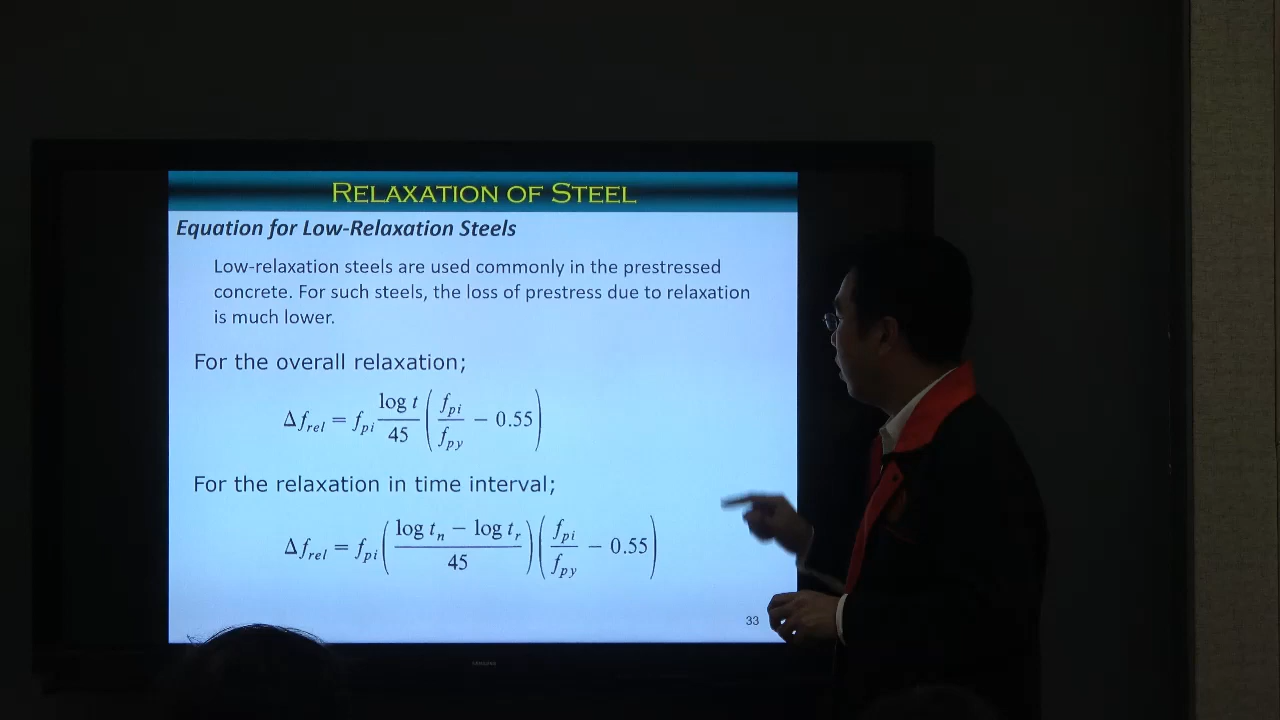 RELAXATION OF STEEL
Equation for Low-Relaxation Steels
Low-relaxation steels are used commonly in the prestressed
concrete. For such steels, the loss of prestress due to relaxation
is much lower.
For the overall relaxation;
Δf_rel = f_pi (log t / 45) (f_pi / f_py − 0.55)
For the relaxation in time interval;
Δf_rel = f_pi ((log t_n − log t_r) / 45) (f_pi / f_py − 0.55)
33
SAMSUNG